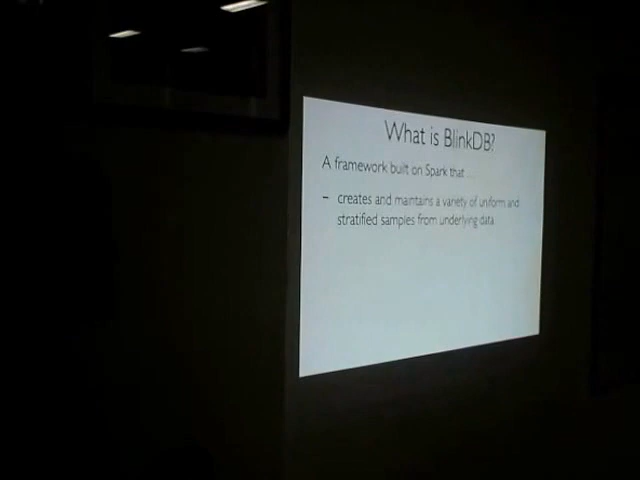 What is BlinkDB?
A framework built on Spark that ...
– creates and maintains a variety of uniform and
stratified samples from underlying data